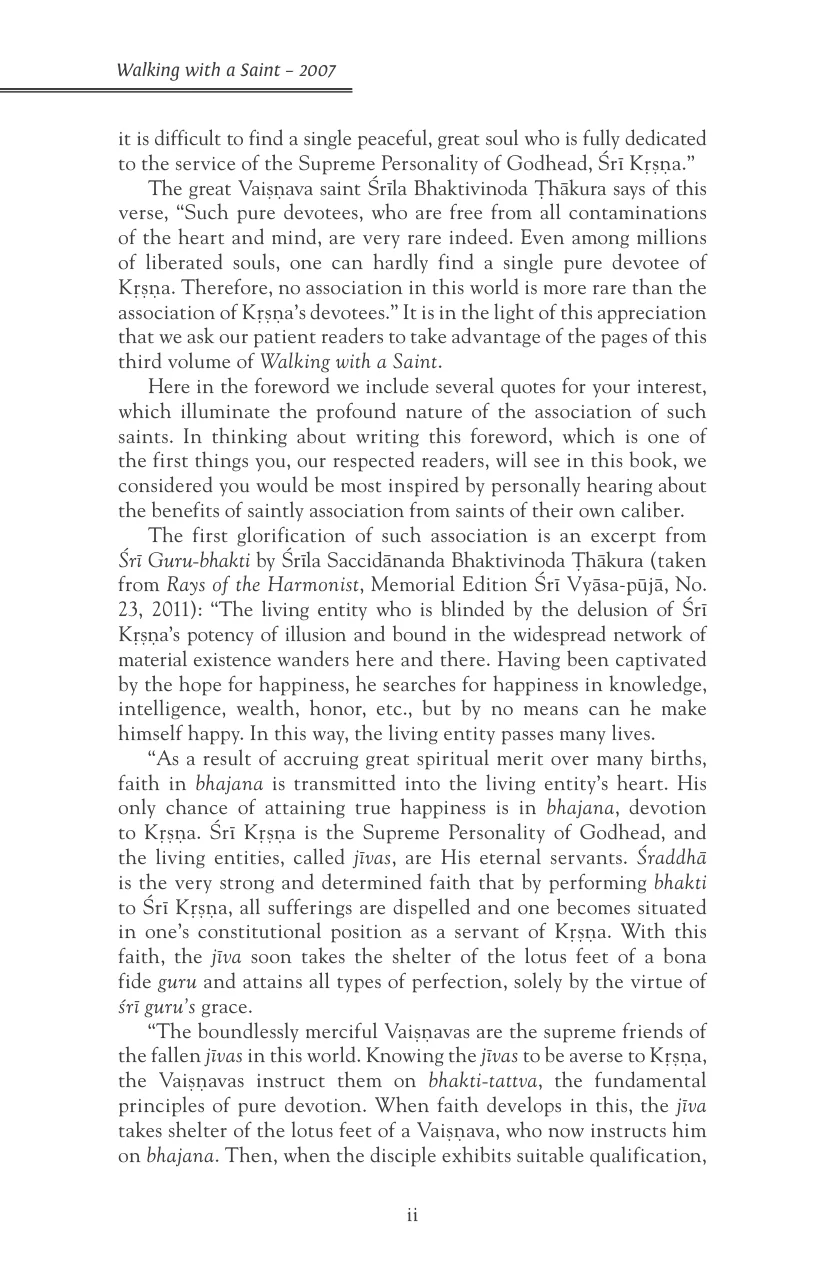 Walking with a Saint – 2007
it is difficult to find a single peaceful, great soul who is fully dedicated
to the service of the Supreme Personality of Godhead, Śrī Kṛṣṇa.”
The great Vaiṣṇava saint Śrīla Bhaktivinoda Ṭhākura says of this
verse, “Such pure devotees, who are free from all contaminations
of the heart and mind, are very rare indeed. Even among millions
of liberated souls, one can hardly find a single pure devotee of
Kṛṣṇa. Therefore, no association in this world is more rare than the
association of Kṛṣṇa’s devotees.” It is in the light of this appreciation
that we ask our patient readers to take advantage of the pages of this
third volume of Walking with a Saint.
Here in the foreword we include several quotes for your interest,
which illuminate the profound nature of the association of such
saints. In thinking about writing this foreword, which is one of
the first things you, our respected readers, will see in this book, we
considered you would be most inspired by personally hearing about
the benefits of saintly association from saints of their own caliber.
The first glorification of such association is an excerpt from
Śrī Guru-bhakti by Śrīla Saccidānanda Bhaktivinoda Ṭhākura (taken
from Rays of the Harmonist, Memorial Edition Śrī Vyāsa-pūjā, No.
23, 2011): “The living entity who is blinded by the delusion of Śrī
Kṛṣṇa’s potency of illusion and bound in the widespread network of
material existence wanders here and there. Having been captivated
by the hope for happiness, he searches for happiness in knowledge,
intelligence, wealth, honor, etc., but by no means can he make
himself happy. In this way, the living entity passes many lives.
“As a result of accruing great spiritual merit over many births,
faith in bhajana is transmitted into the living entity’s heart. His
only chance of attaining true happiness is in bhajana, devotion
to Kṛṣṇa. Śrī Kṛṣṇa is the Supreme Personality of Godhead, and
the living entities, called jīvas, are His eternal servants. Śraddhā
is the very strong and determined faith that by performing bhakti
to Śrī Kṛṣṇa, all sufferings are dispelled and one becomes situated
in one’s constitutional position as a servant of Kṛṣṇa. With this
faith, the jīva soon takes the shelter of the lotus feet of a bona
fide guru and attains all types of perfection, solely by the virtue of
śrī guru’s grace.
“The boundlessly merciful Vaiṣṇavas are the supreme friends of
the fallen jīvas in this world. Knowing the jīvas to be averse to Kṛṣṇa,
the Vaiṣṇavas instruct them on bhakti-tattva, the fundamental
principles of pure devotion. When faith develops in this, the jīva
takes shelter of the lotus feet of a Vaiṣṇava, who now instructs him
on bhajana. Then, when the disciple exhibits suitable qualification,
ii